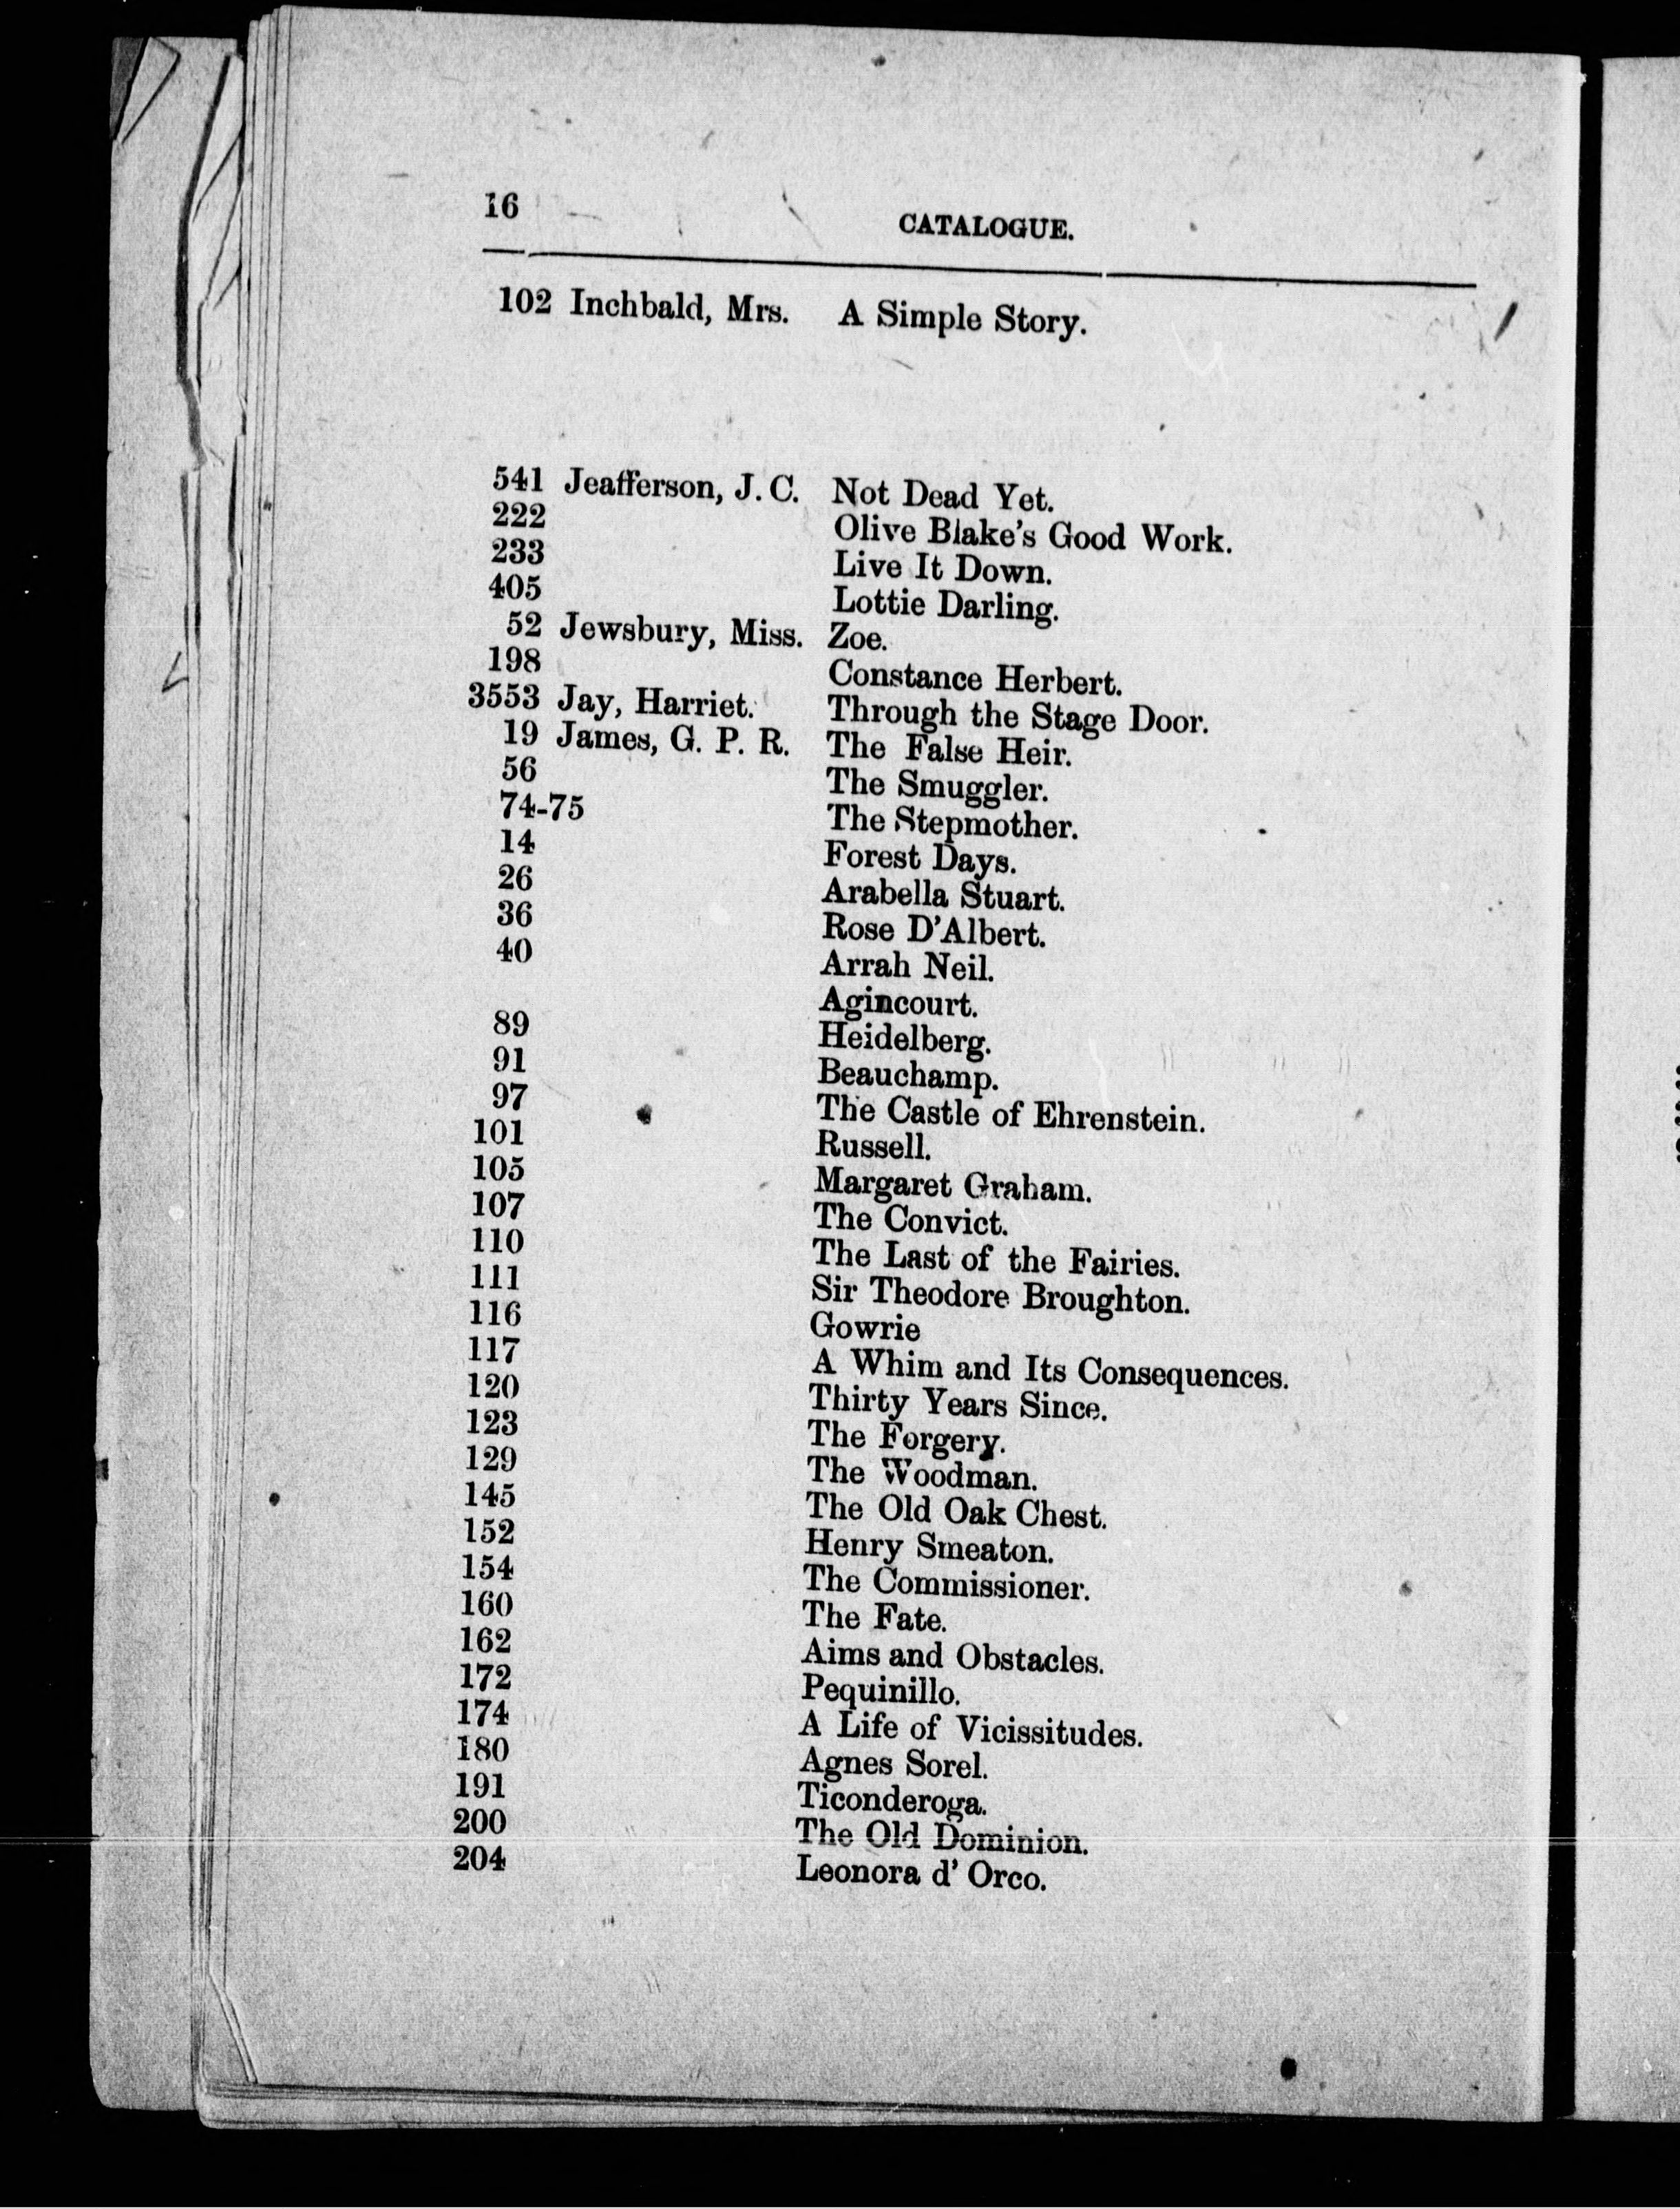 16
CATALOGUE.
102 Inchbald, Mrs. A Simple Story.
541 Jeafferson, J. C. Not Dead Yet.
222 Olive Blake's Good Work.
233 Live It Down.
405 Lottie Darling.
52 Jewsbury, Miss. Zoe.
198 Constance Herbert.
3553 Jay, Harriet. Through the Stage Door.
19 James, G. P. R. The False Heir.
56 The Smuggler.
74-75 The Stepmother.
14 Forest Days.
26 Arabella Stuart.
36 Rose D'Albert.
40 Arrah Neil.
Agincourt.
89 Heidelberg.
91 Beauchamp.
97 The Castle of Ehrenstein.
101 Russell.
105 Margaret Graham.
107 The Convict.
110 The Last of the Fairies.
111 Sir Theodore Broughton.
116 Gowrie
117 A Whim and Its Consequences.
120 Thirty Years Since.
123 The Forgery.
129 The Woodman.
145 The Old Oak Chest.
152 Henry Smeaton.
154 The Commissioner.
160 The Fate.
162 Aims and Obstacles.
172 Pequinillo.
174 A Life of Vicissitudes.
180 Agnes Sorel.
191 Ticonderoga.
200 The Old Dominion.
204 Leonora d' Orco.